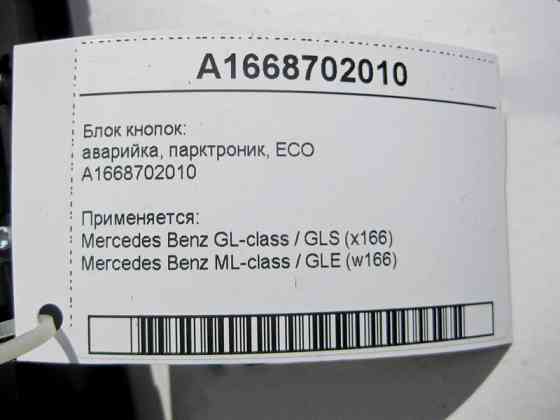 A1668702010
Блок кнопок:
аварийка, парктроник, ECO
A1668702010
Применяется:
Mercedes Benz GL-class / GLS (x166)
Mercedes Benz ML-class / GLE (w166)